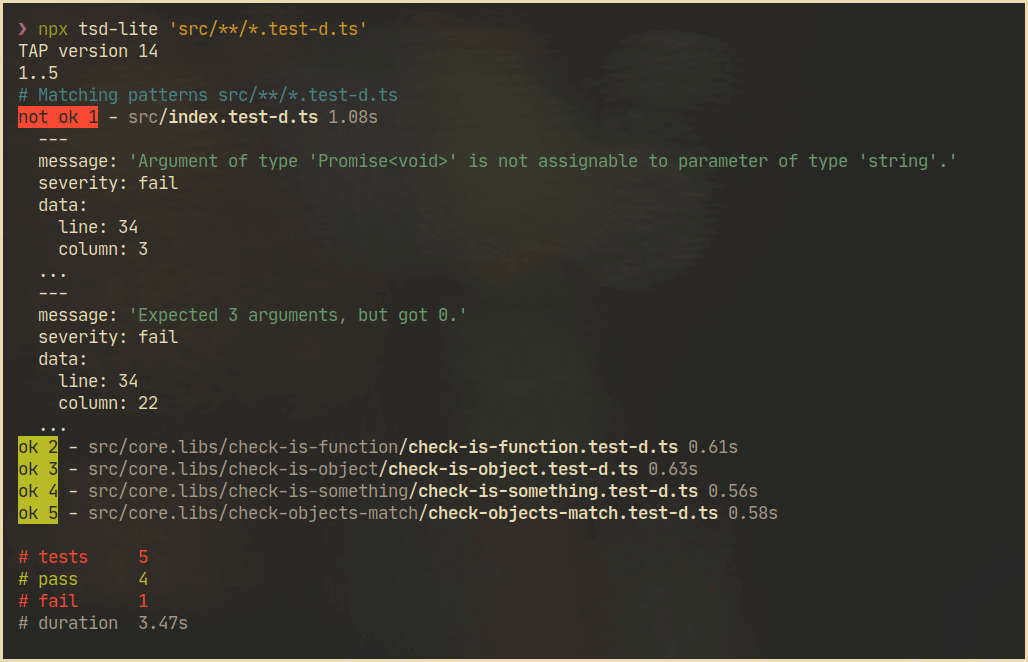 ❯ npx tsd-lite 'src/**/*.test-d.ts'
TAP version 14
1..5
# Matching patterns src/**/*.test-d.ts
not ok 1 - src/index.test-d.ts 1.08s
  ---
  message: 'Argument of type 'Promise<void>' is not assignable to parameter of type 'string'.'
  severity: fail
  data:
    line: 34
    column: 3
  ...
  ---
  message: 'Expected 3 arguments, but got 0.'
  severity: fail
  data:
    line: 34
    column: 22
  ...
ok 2 - src/core.libs/check-is-function/check-is-function.test-d.ts 0.61s
ok 3 - src/core.libs/check-is-object/check-is-object.test-d.ts 0.63s
ok 4 - src/core.libs/check-is-something/check-is-something.test-d.ts 0.56s
ok 5 - src/core.libs/check-objects-match/check-objects-match.test-d.ts 0.58s

# tests     5
# pass      4
# fail      1
# duration  3.47s